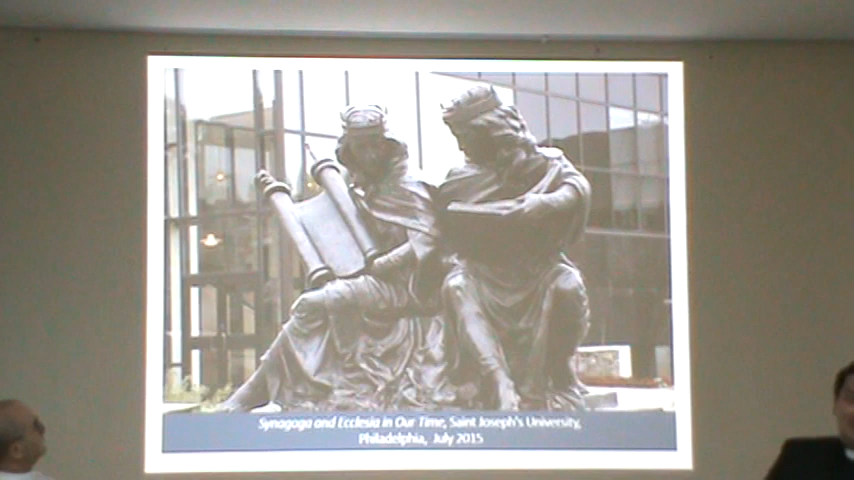 Synagoga and Ecclesia in Our Time, Saint Joseph's University,
Philadelphia, July 2015